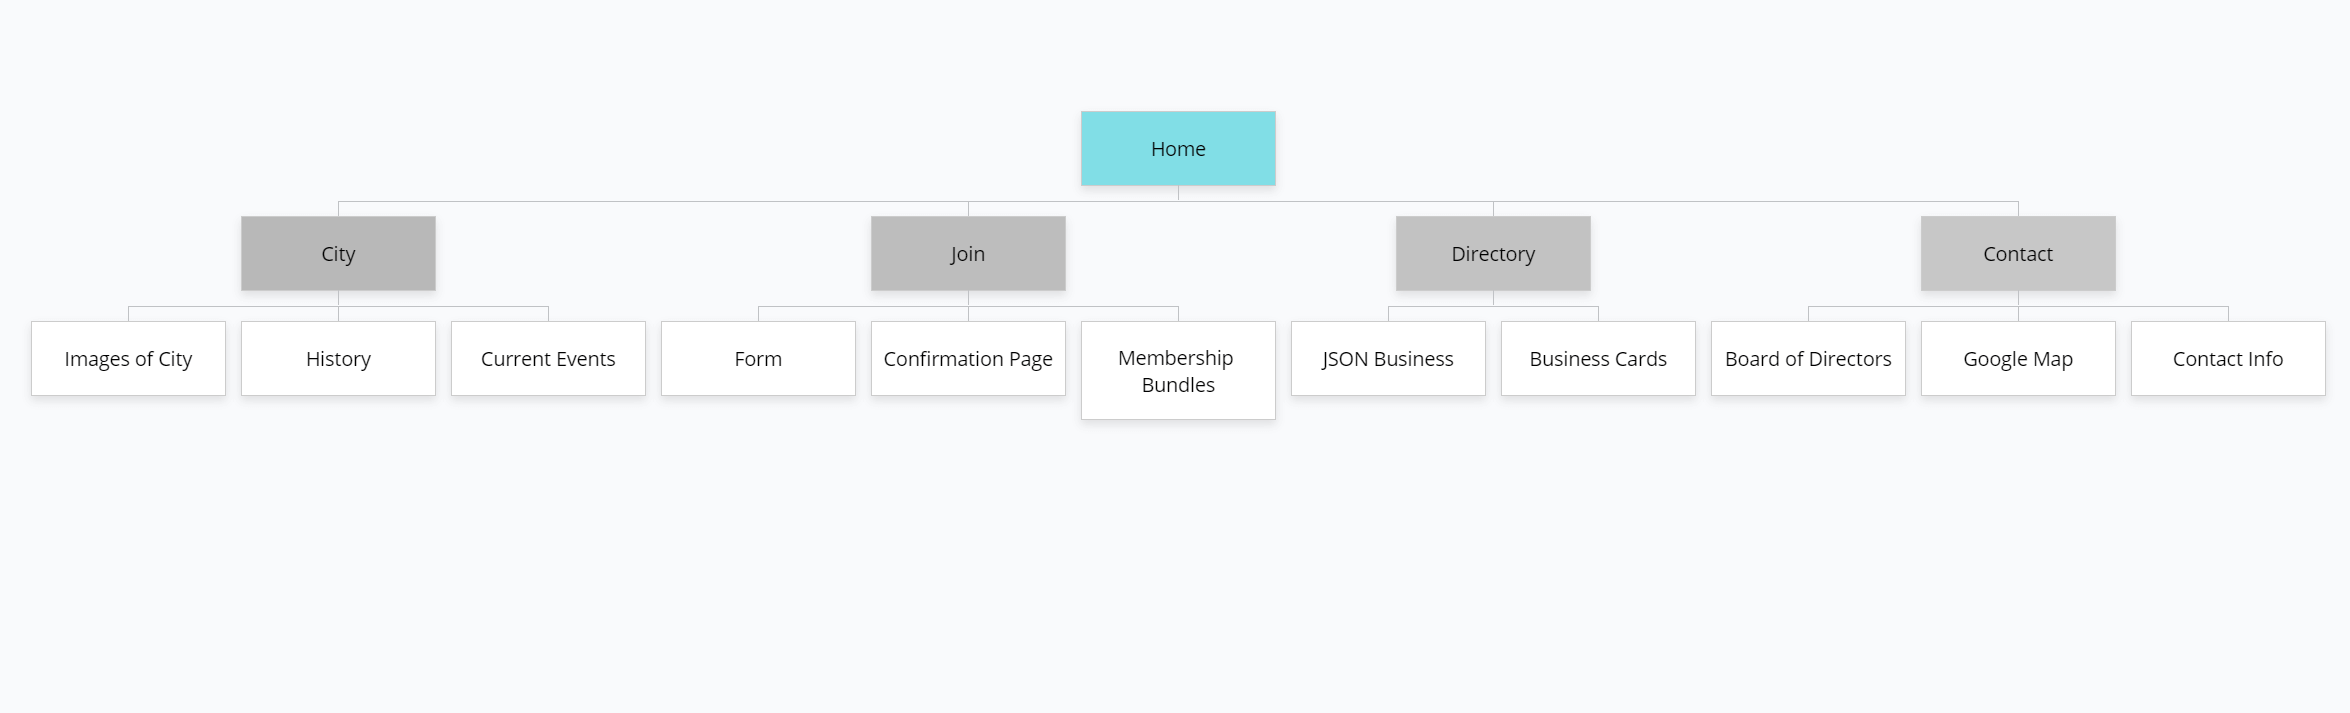 Home
City
Join
Directory
Contact
Images of City
History
Current Events
Form
Confirmation Page
Membership
Bundles
JSON Business
Business Cards
Board of Directors
Google Map
Contact Info